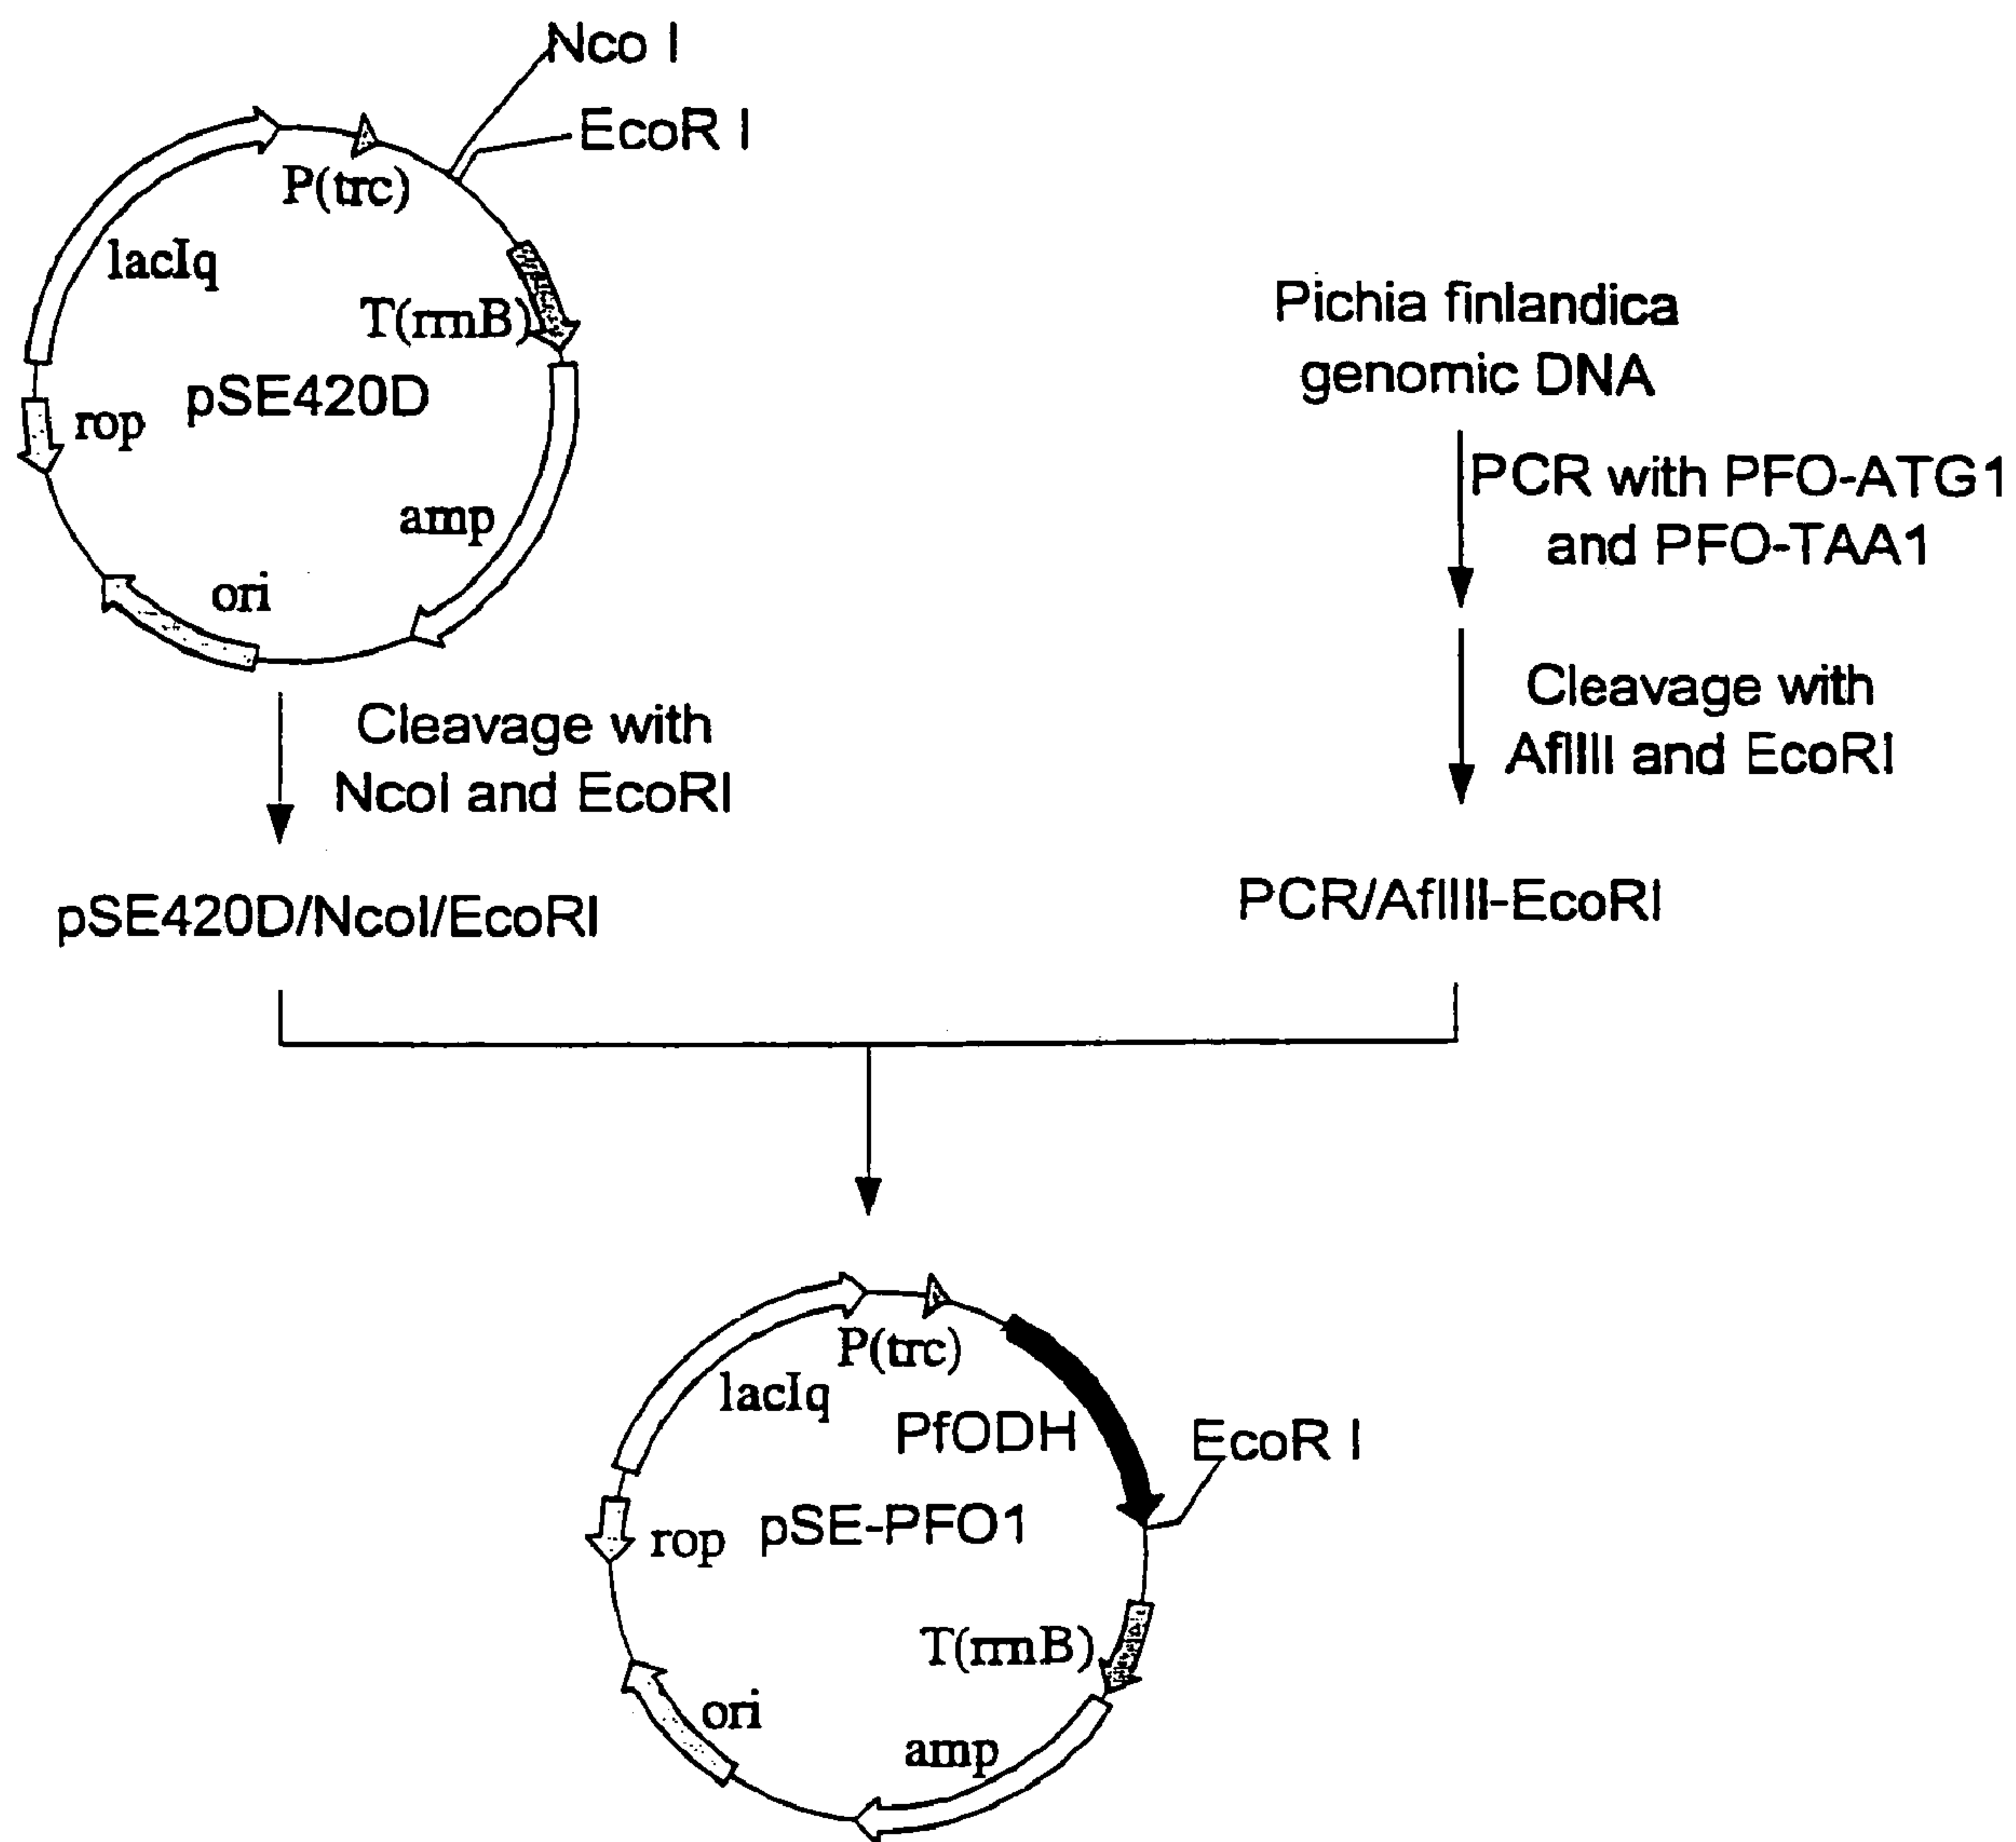 Nco I
EcoR I
P(trc)
lacIq
T(rrnB)
pSE420D
rop
amp
ori
Pichia finlandica
genomic DNA
PCR with PFO-ATG1
and PFO-TAA1
Cleavage with
NcoI and EcoRI
Cleavage with
AflIII and EcoRI
pSE420D/NcoI/EcoRI
PCR/AflIII-EcoRI
P(trc)
lacIq
PfODH
EcoR I
pSE-PFO1
rop
T(rrnB)
ori
amp